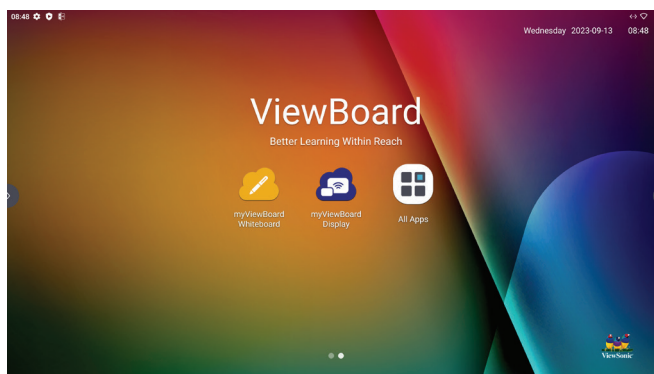 08:48
Wednesday 2023-09-13 08:48
ViewBoard
Better Learning Within Reach
myViewBoard
Whiteboard
myViewBoard
Display
All Apps
ViewSonic